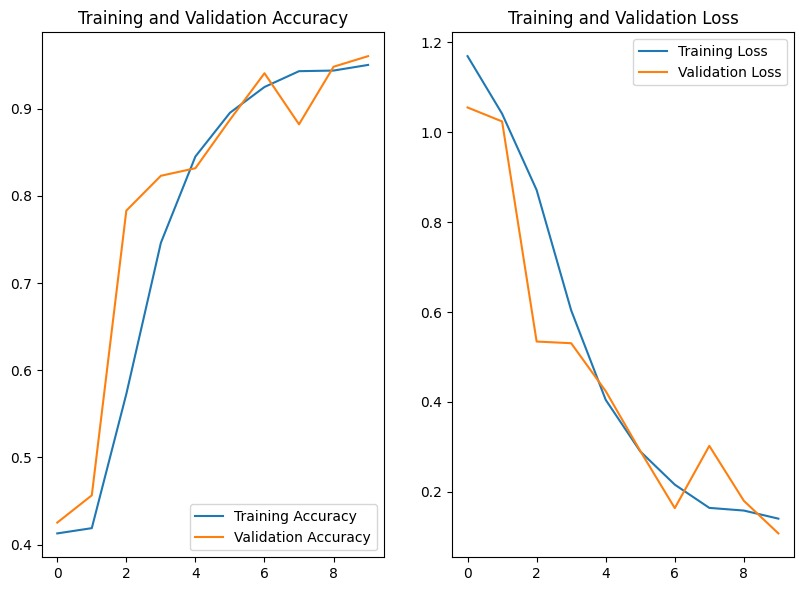 Training and Validation Accuracy
0.9
0.8
0.7
0.6
0.5
0.4
Training Accuracy
Validation Accuracy
0 2 4 6 8
Training and Validation Loss
1.2
Training Loss
Validation Loss
1.0
0.8
0.6
0.4
0.2
0 2 4 6 8